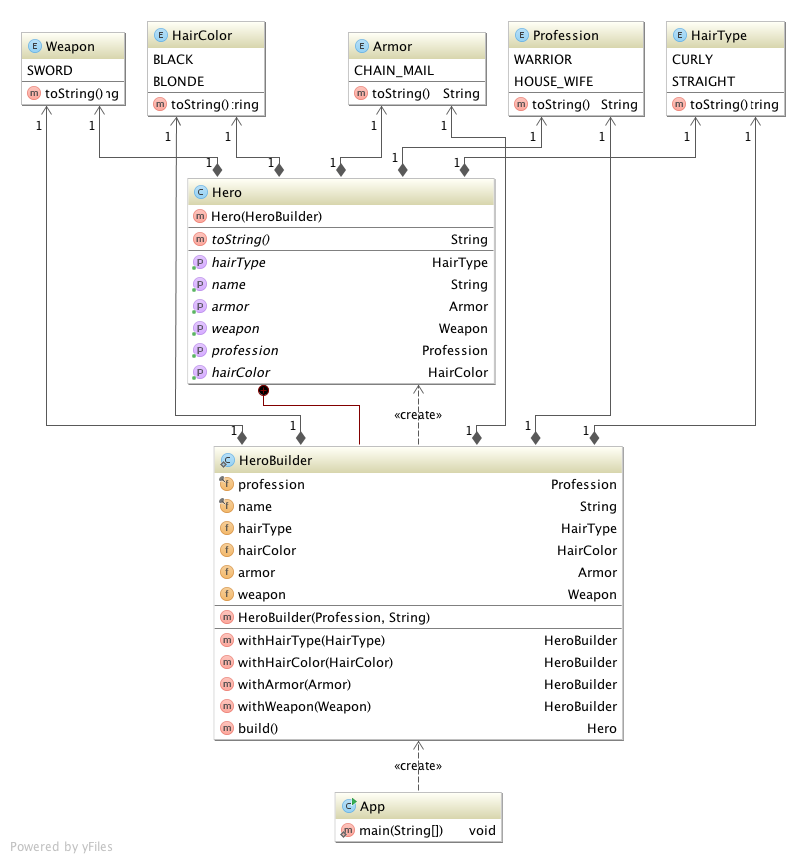 Weapon
SWORD
toString()
HairColor
BLACK
BLONDE
toString() :ring
Armor
CHAIN_MAIL
toString() String
Profession
WARRIOR
HOUSE_WIFE
toString() String
HairType
CURLY
STRAIGHT
toString() tring
1 1 1 1 1 1 1 1 1 1
1 1 1 1 1
Hero
Hero(HeroBuilder)
toString() String
hairType HairType
name String
armor Armor
weapon Weapon
profession Profession
hairColor HairColor
«create»
1 1 1 1 1
HeroBuilder
profession Profession
name String
hairType HairType
hairColor HairColor
armor Armor
weapon Weapon
HeroBuilder(Profession, String)
withHairType(HairType) HeroBuilder
withHairColor(HairColor) HeroBuilder
withArmor(Armor) HeroBuilder
withWeapon(Weapon) HeroBuilder
build() Hero
«create»
App
main(String[]) void
Powered by yFiles